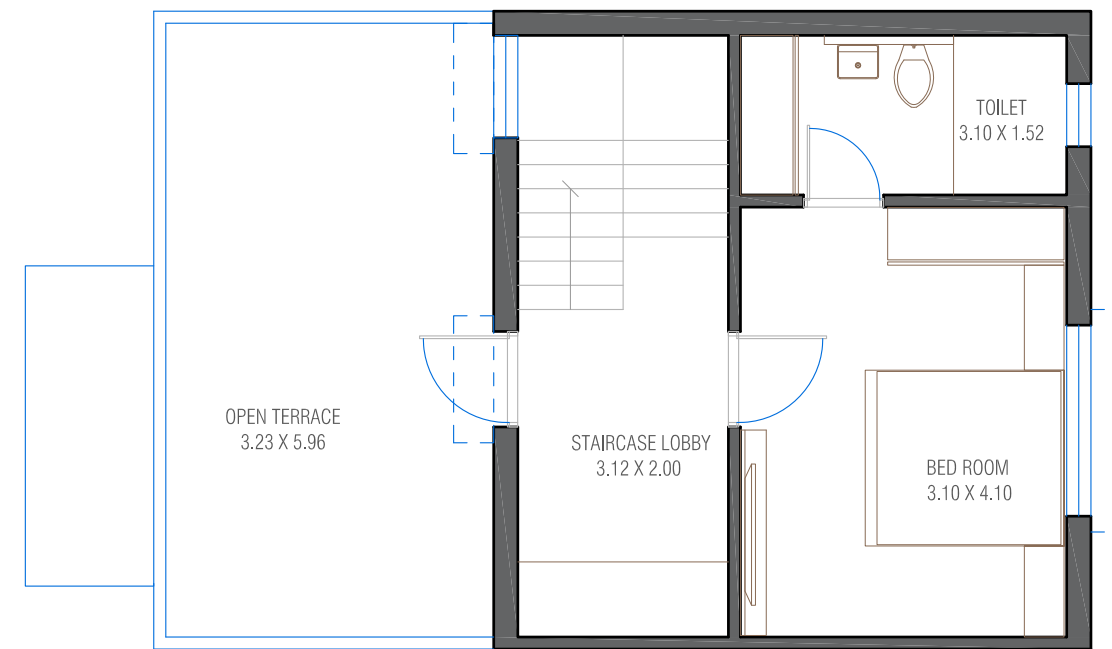 TOILET
3.10 X 1.52
OPEN TERRACE
3.23 X 5.96
STAIRCASE LOBBY
3.12 X 2.00
BED ROOM
3.10 X 4.10